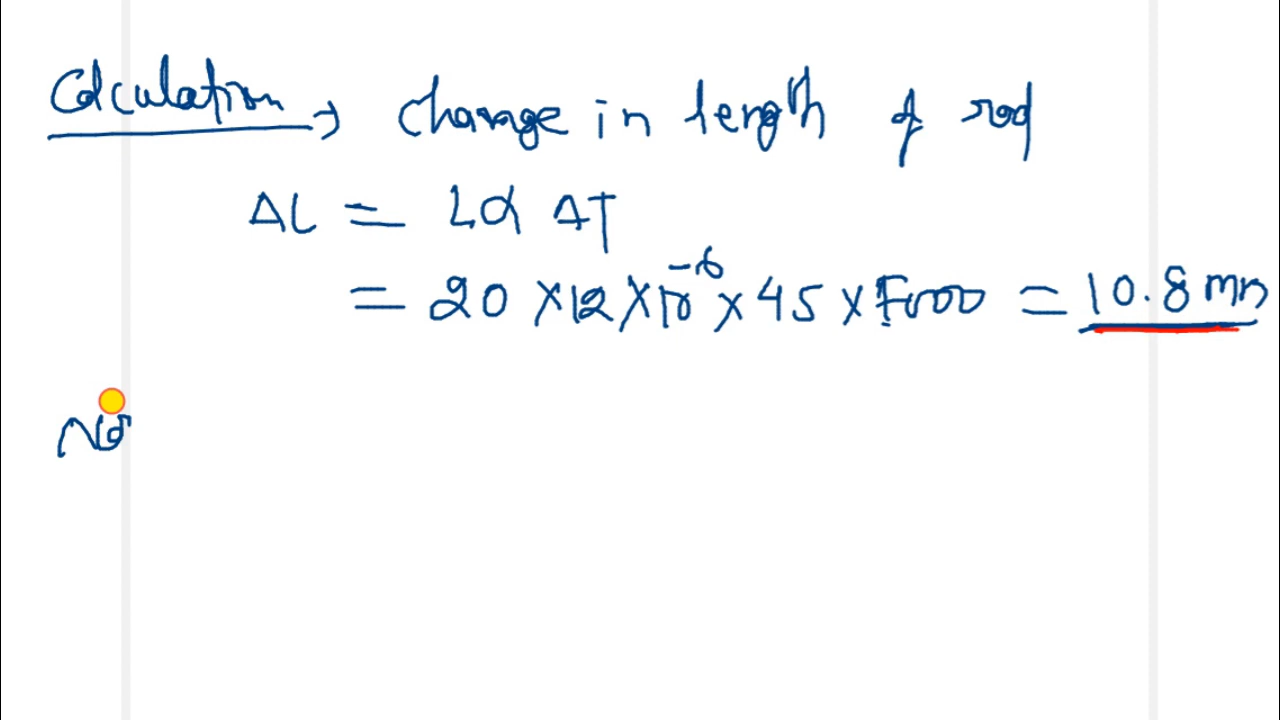 Calculation → change in length of rod
ΔL = Lα ΔT
= 20 × 12 × 10⁻⁶ × 45 × 1000 = 10.8 mm